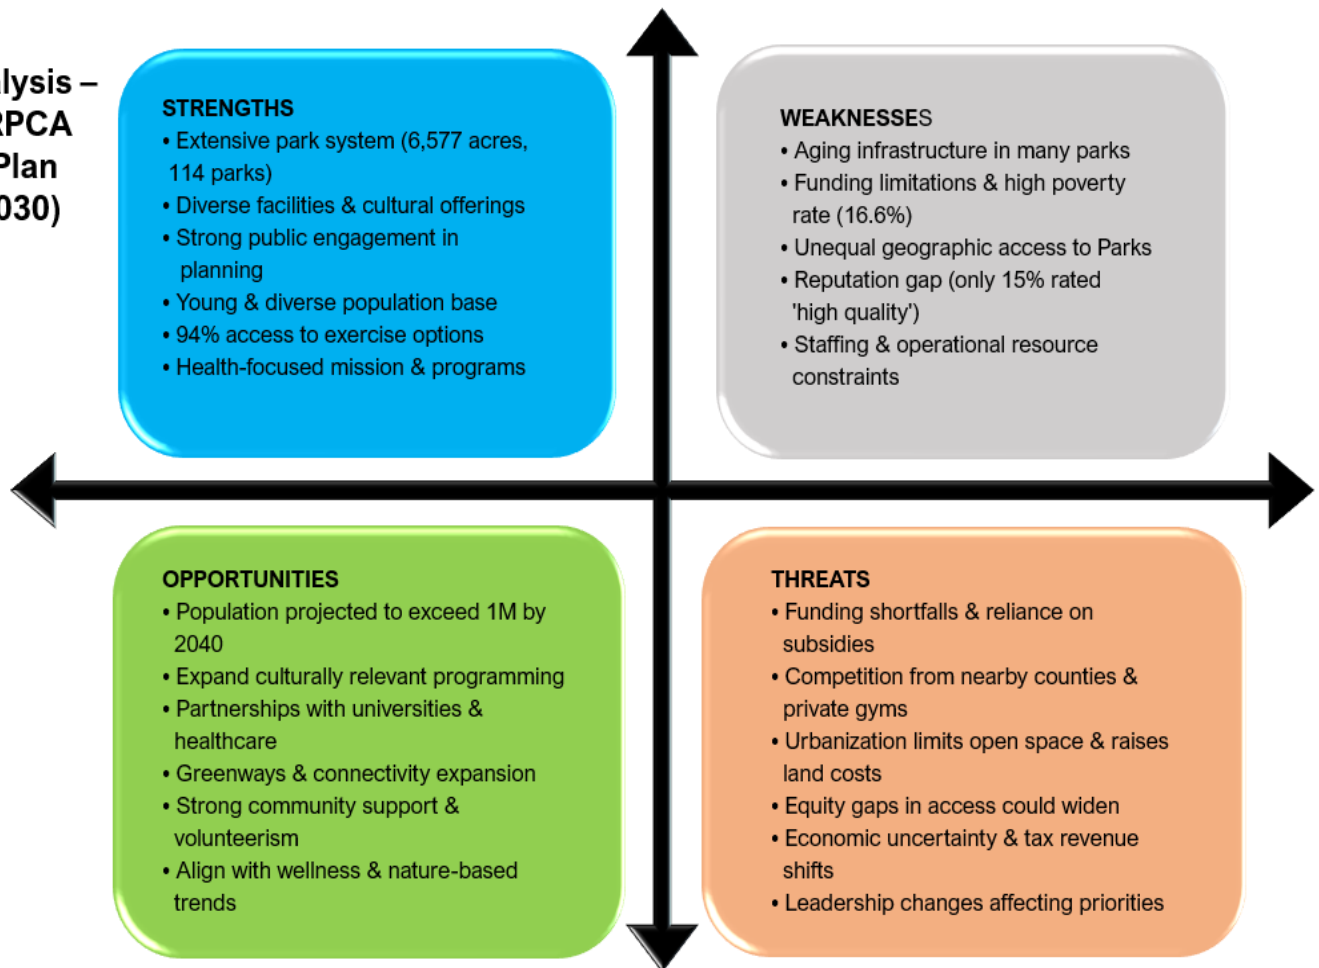 – 
Plan
STRENGTHS
• Extensive park system (6,577 acres,
114 parks)
• Diverse facilities & cultural offerings
• Strong public engagement in
planning
• Young & diverse population base
• 94% access to exercise options
• Health-focused mission & programs
WEAKNESSES
• Aging infrastructure in many parks
• Funding limitations & high poverty
rate (16.6%)
• Unequal geographic access to Parks
• Reputation gap (only 15% rated
'high quality')
• Staffing & operational resource
constraints
OPPORTUNITIES
• Population projected to exceed 1M by
2040
• Expand culturally relevant programming
• Partnerships with universities &
healthcare
• Greenways & connectivity expansion
• Strong community support &
volunteerism
• Align with wellness & nature-based
trends
THREATS
• Funding shortfalls & reliance on
subsidies
• Competition from nearby counties &
private gyms
• Urbanization limits open space & raises
land costs
• Equity gaps in access could widen
• Economic uncertainty & tax revenue
shifts
• Leadership changes affecting priorities